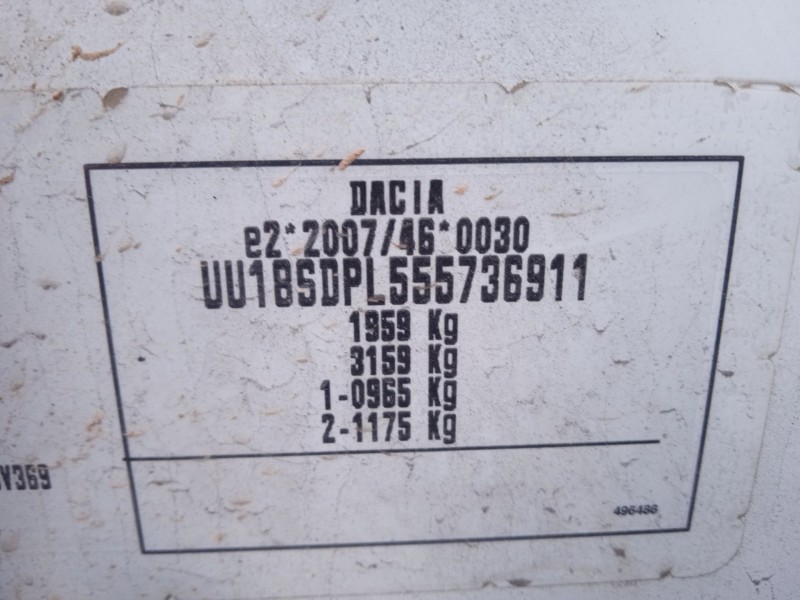 DACIA
e2*2007/46*0030
UU18SDPL555736911
1959 Kg
3159 Kg
1-0965 Kg
2-1175 Kg
V369
496486